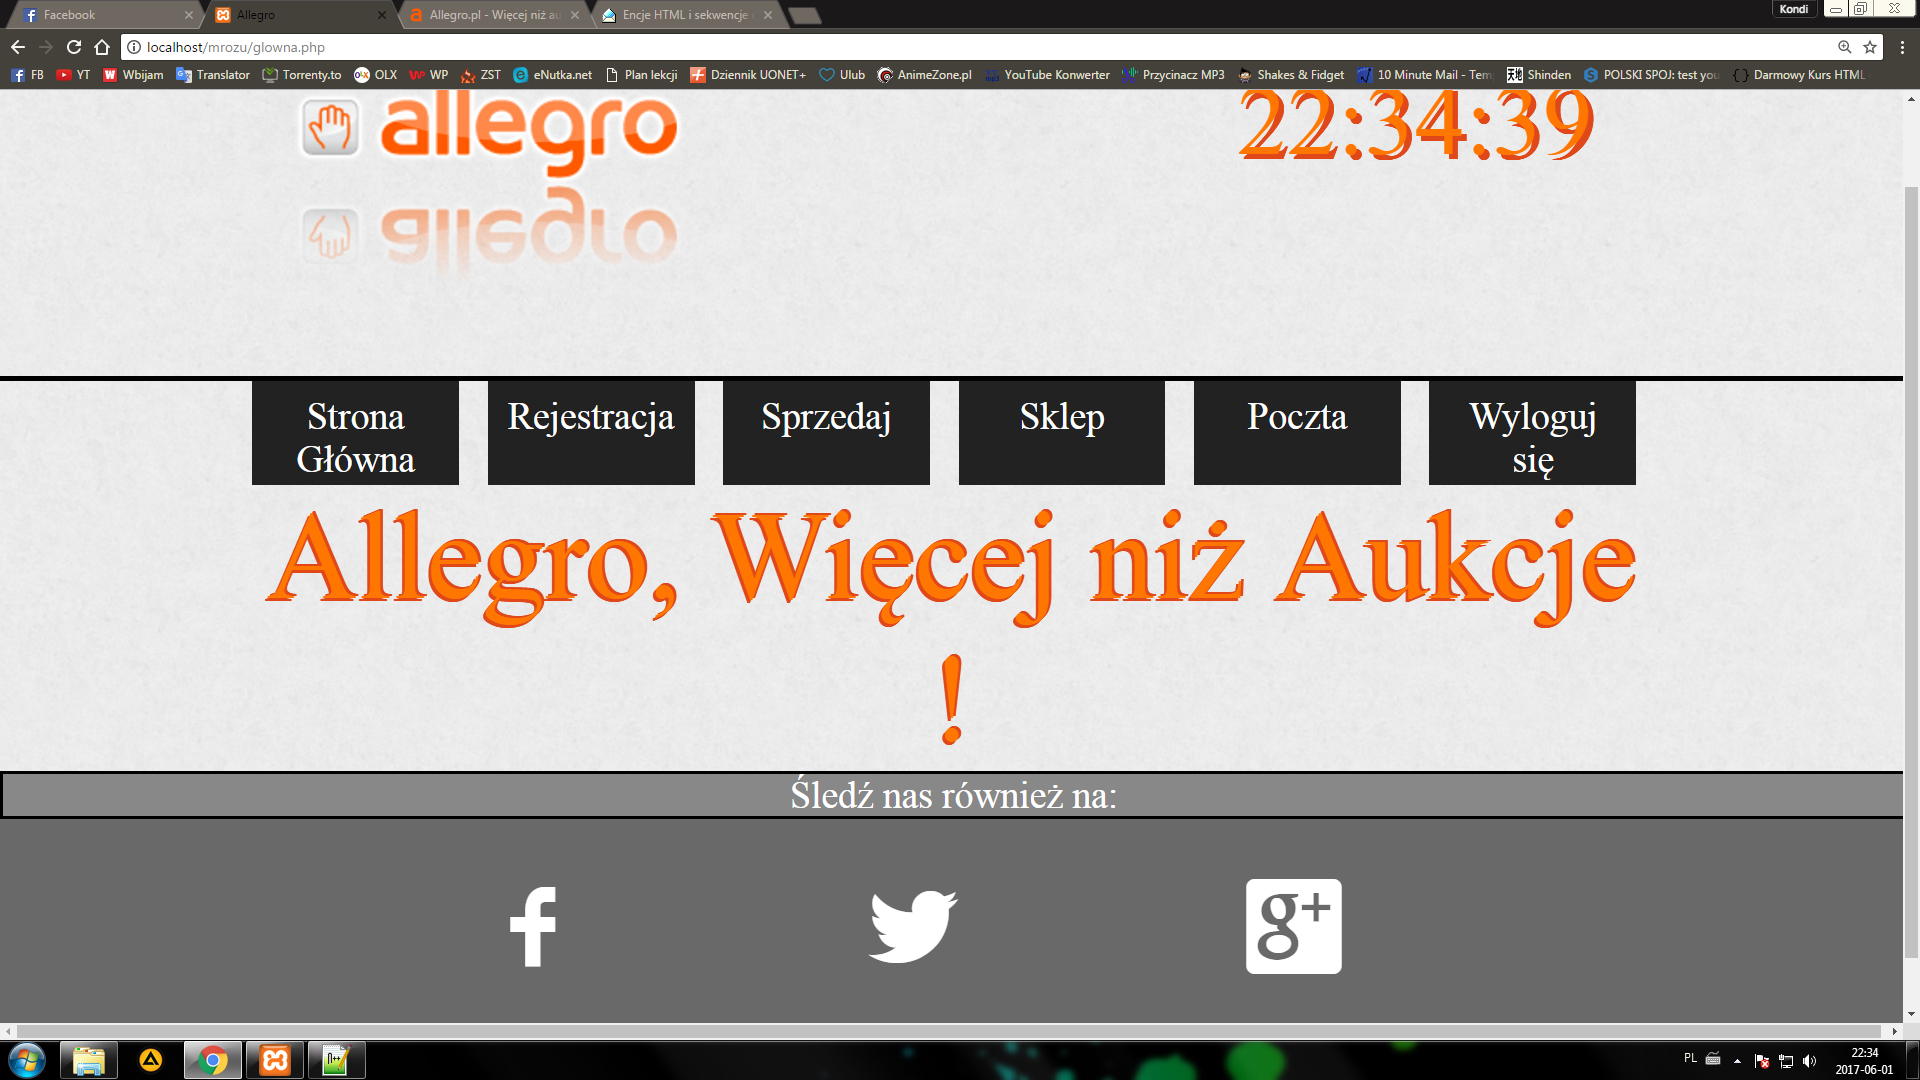 Facebook
Allegro
Allegro.pl - Więcej niż au
Encje HTML i sekwencje
Kondi
localhost/mrozu/glowna.php
FB
YT
Wbijam
Translator
Torrenty.to
OLX
WP
ZST
eNutka.net
Plan lekcji
Dziennik UONET+
Ulub
AnimeZone.pl
YouTube Konwerter
Przycinacz MP3
Shakes & Fidget
10 Minute Mail - Tem
Shinden
POLSKI SPOJ: test you
Darmowy Kurs HTML
allegro
22:34:39
Strona
Główna
Rejestracja
Sprzedaj
Sklep
Poczta
Wyloguj
się
Allegro, Więcej niż Aukcje
!
Śledź nas również na:
g+
PL
22:34
2017-06-01